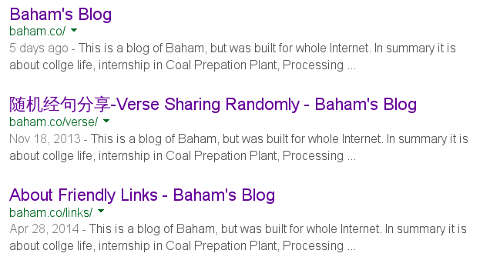 Baham's Blog
baham.co/
5 days ago - This is a blog of Baham, but was built for whole Internet. In summary it is
about collge life, internship in Coal Prepation Plant, Processing ...
随机经句分享-Verse Sharing Randomly - Baham's Blog
baham.co/verse/
Nov 18, 2013 - This is a blog of Baham, but was built for whole Internet. In summary it is
about collge life, internship in Coal Prepation Plant, Processing ...
About Friendly Links - Baham's Blog
baham.co/links/
Apr 28, 2014 - This is a blog of Baham, but was built for whole Internet. In summary it is
about collge life, internship in Coal Prepation Plant, Processing ...